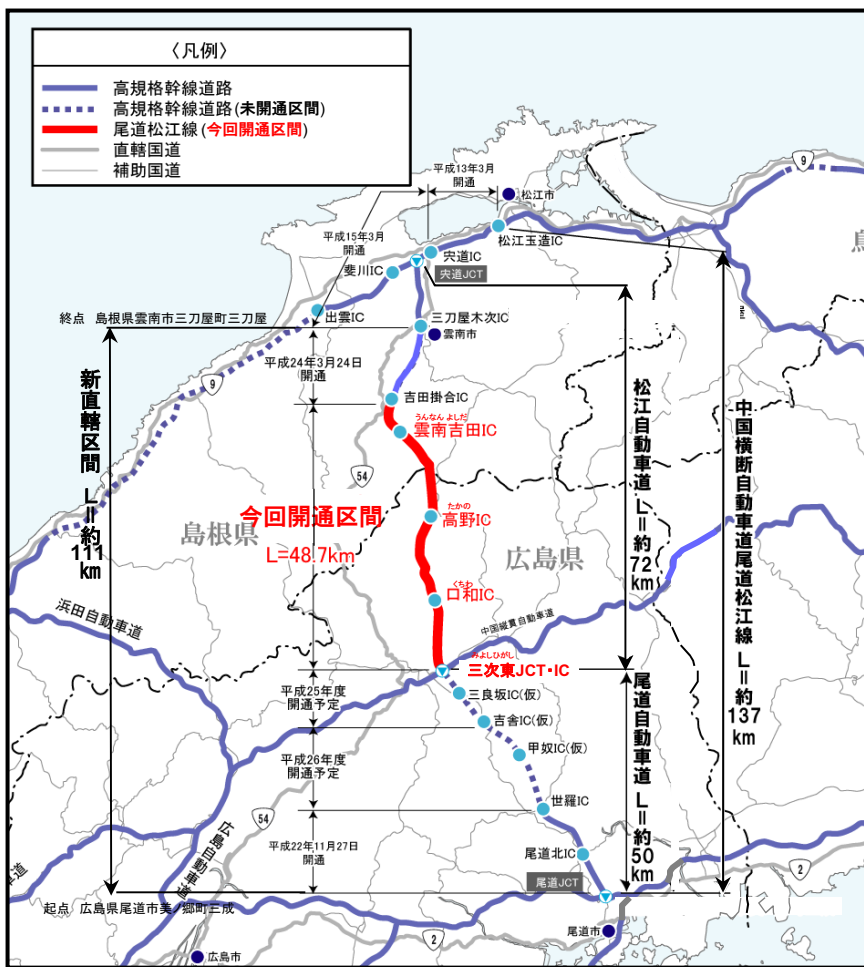 〈凡例〉
高規格幹線道路
高規格幹線道路(未開通区間)
尾道松江線(今回開通区間)
直轄国道
補助国道
平成13年3月
開通
9
松江市
平成15年3月
開通
松江玉造IC
宍道IC
宍道JCT
斐川IC
出雲IC
終点 島根県雲南市三刀屋町三刀屋
三刀屋木次IC
雲南市
平成24年3月24日
開通
9
吉田掛合IC
うんなん よしだ
雲南吉田IC
54
新直轄区間 L=約111km
松江自動車道 L=約72km
中国横断自動車道尾道松江線 L=約137km
たかの
高野IC
今回開通区間
L=48.7km
島根県
広島県
くちわ
口和IC
浜田自動車道
中国縦貫自動車道
みよしひがし
三次東JCT・IC
平成25年度
開通予定
三良坂IC(仮)
吉舎IC(仮)
平成26年度
開通予定
甲奴IC(仮)
尾道自動車道 L=約50km
世羅IC
54
広島自動車道
平成22年11月27日
開通
尾道北IC
2
尾道JCT
車道
起点 広島県尾道市美ノ郷町三成
尾道市
2
広島市